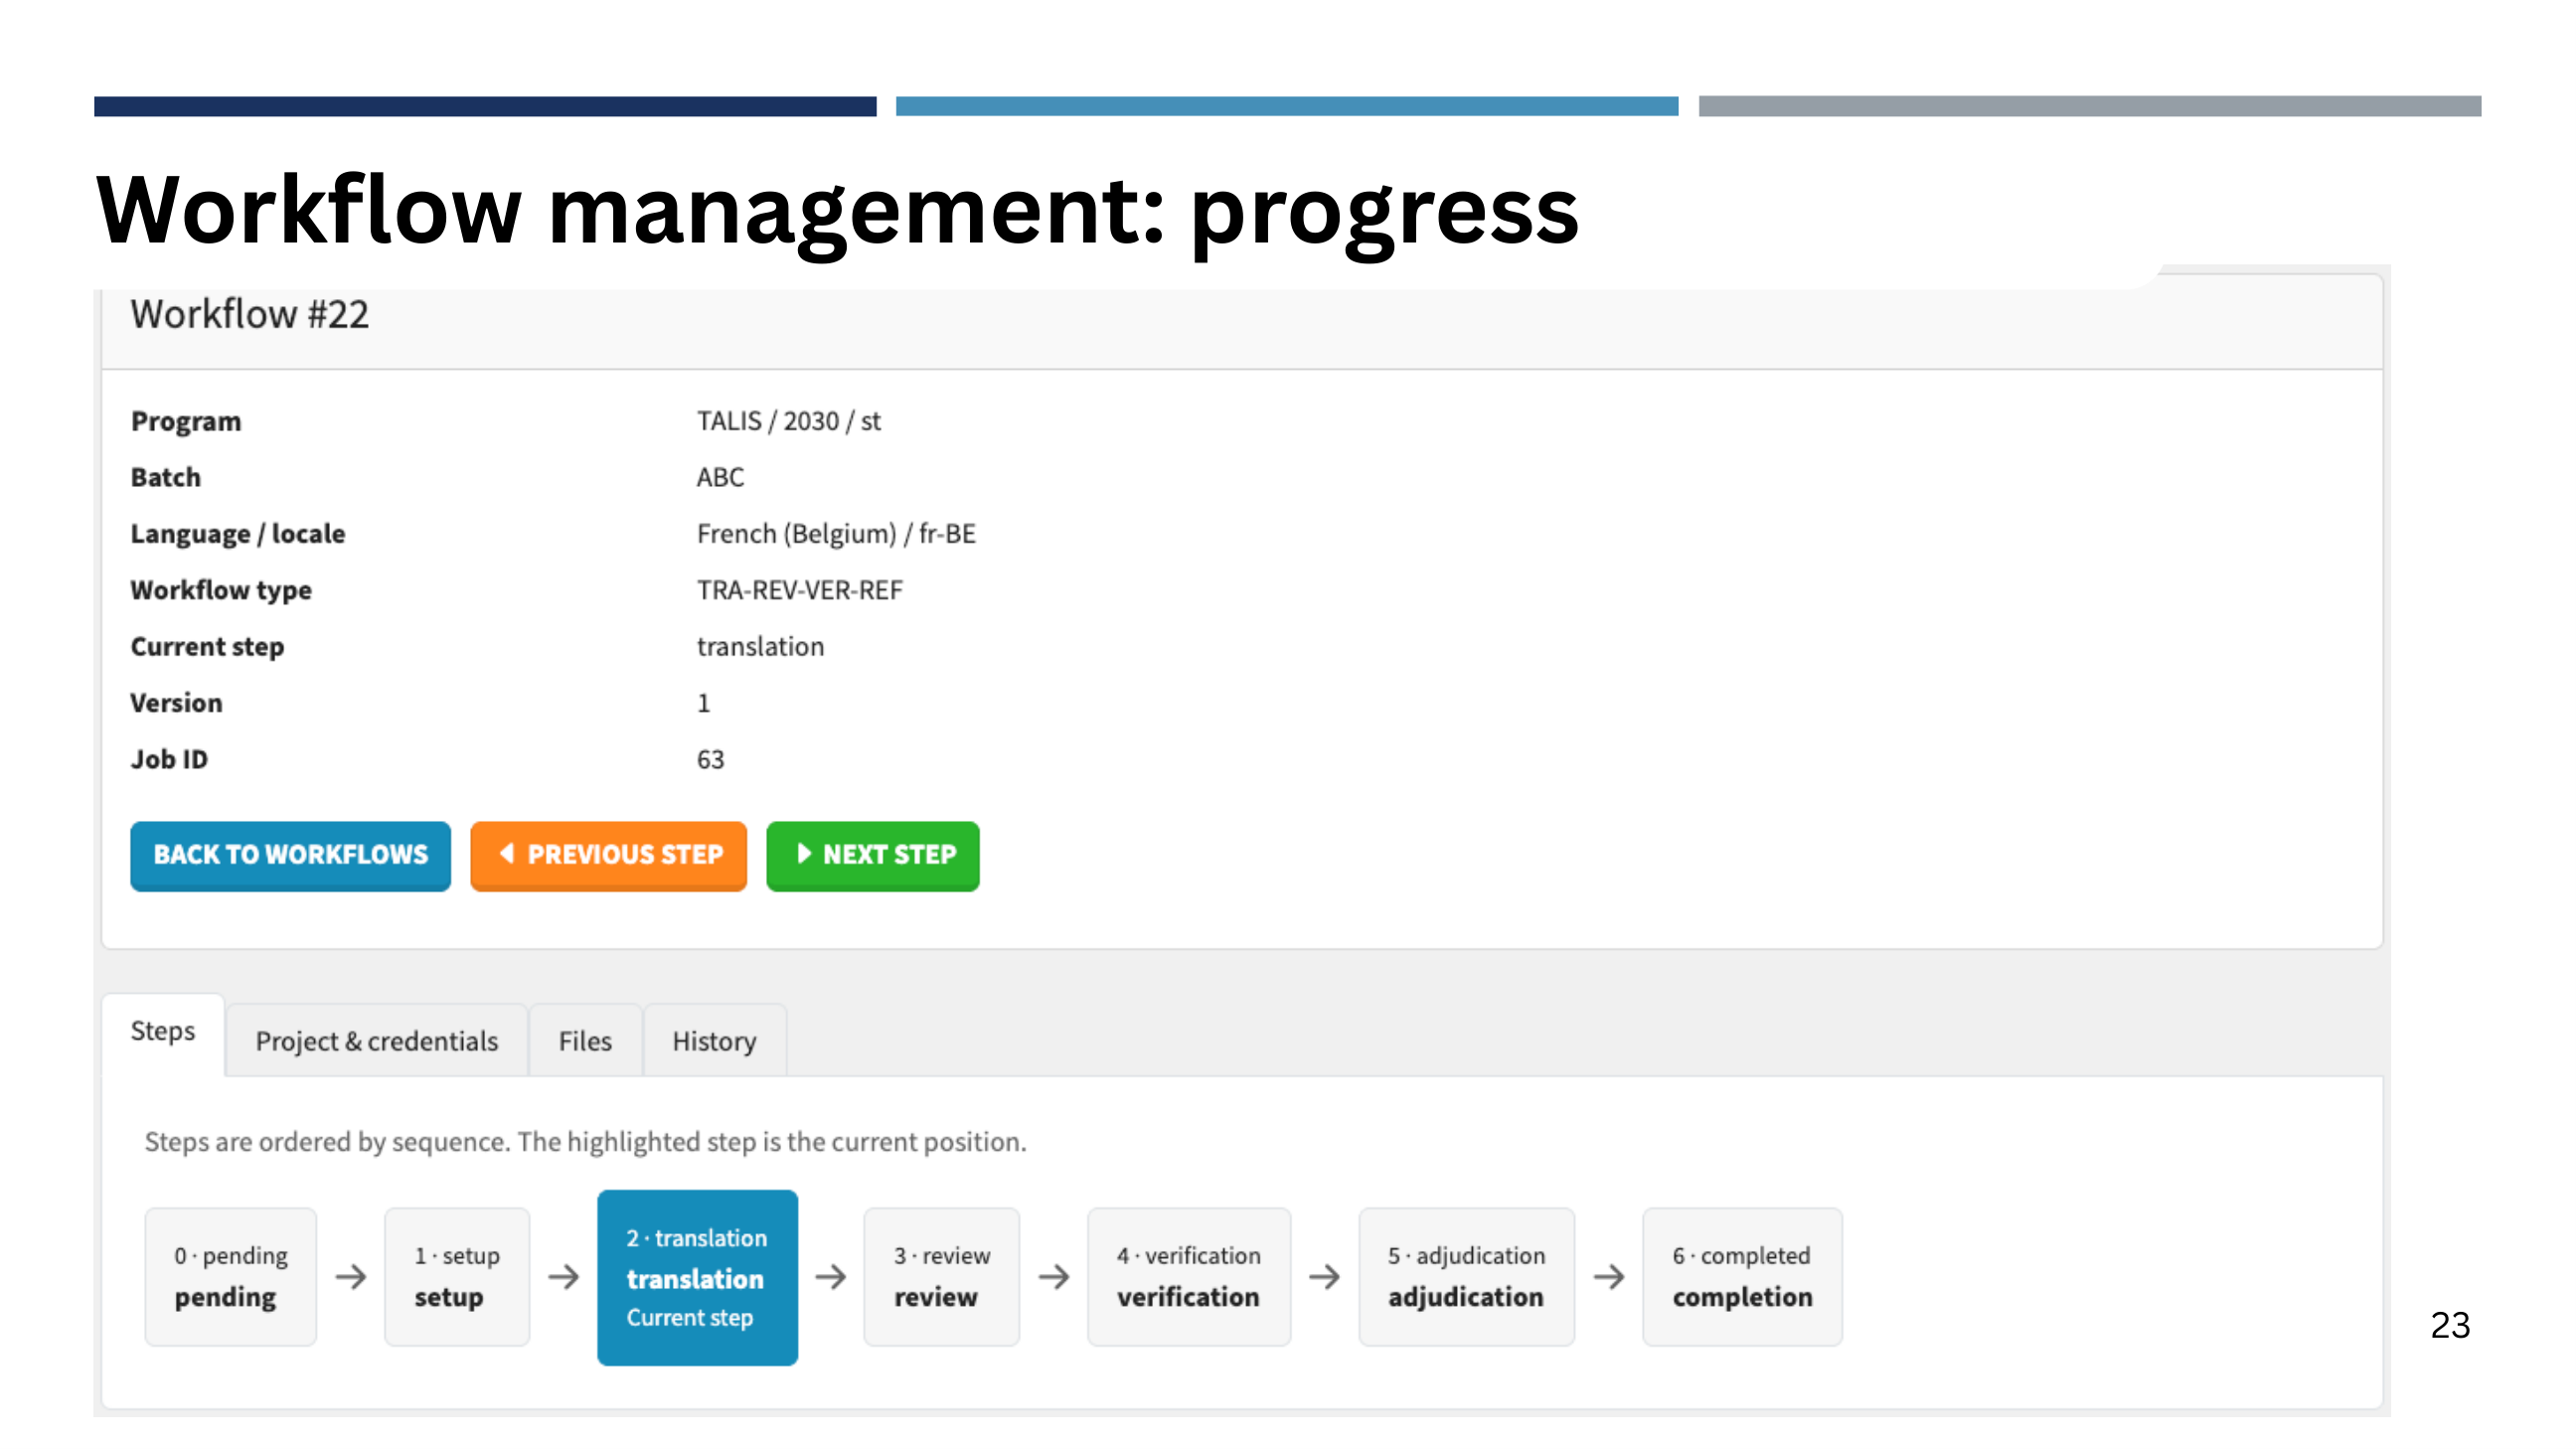 Workflow management: progress
Workflow #22
Program TALIS / 2030 / st
Batch ABC
Language / locale French (Belgium) / fr-BE
Workflow type TRA-REV-VER-REF
Current step translation
Version 1
Job ID 63
BACK TO WORKFLOWS PREVIOUS STEP NEXT STEP
Steps Project & credentials Files History
Steps are ordered by sequence. The highlighted step is the current position.
0 · pending
pending
1 · setup
setup
2 · translation
translation
Current step
3 · review
review
4 · verification
verification
5 · adjudication
adjudication
6 · completed
completion
23